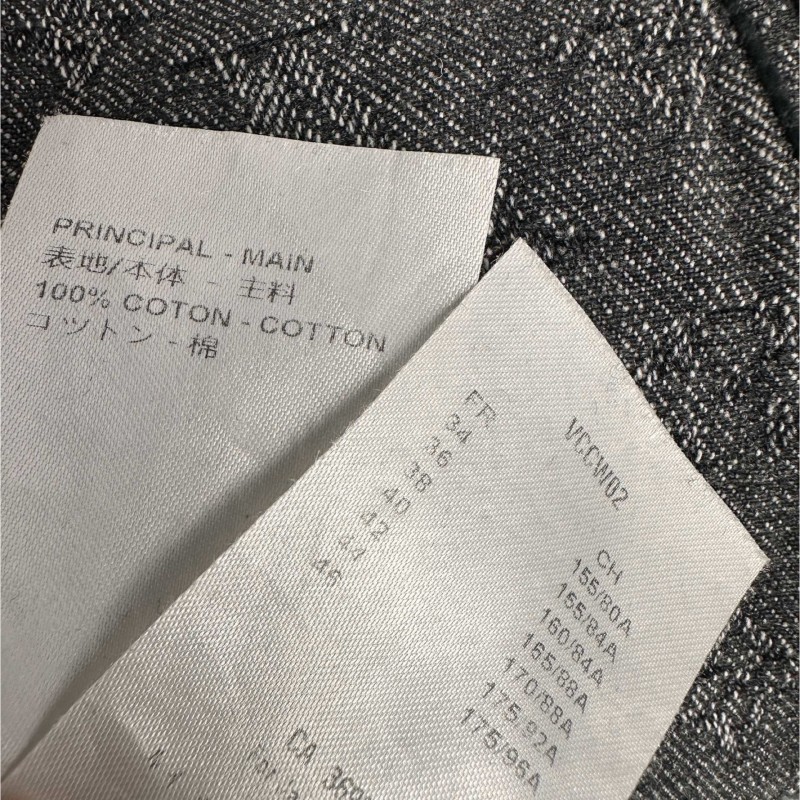 PRINCIPAL - MAIN
表地/本体 - 主料
100% COTON - COTTON
コットン - 棉
VCCW02
FR CH
34 155/80A
36 155/84A
38 160/84A
40 165/88A
42 170/88A
44 175/92A
46 175/96A
CA 369